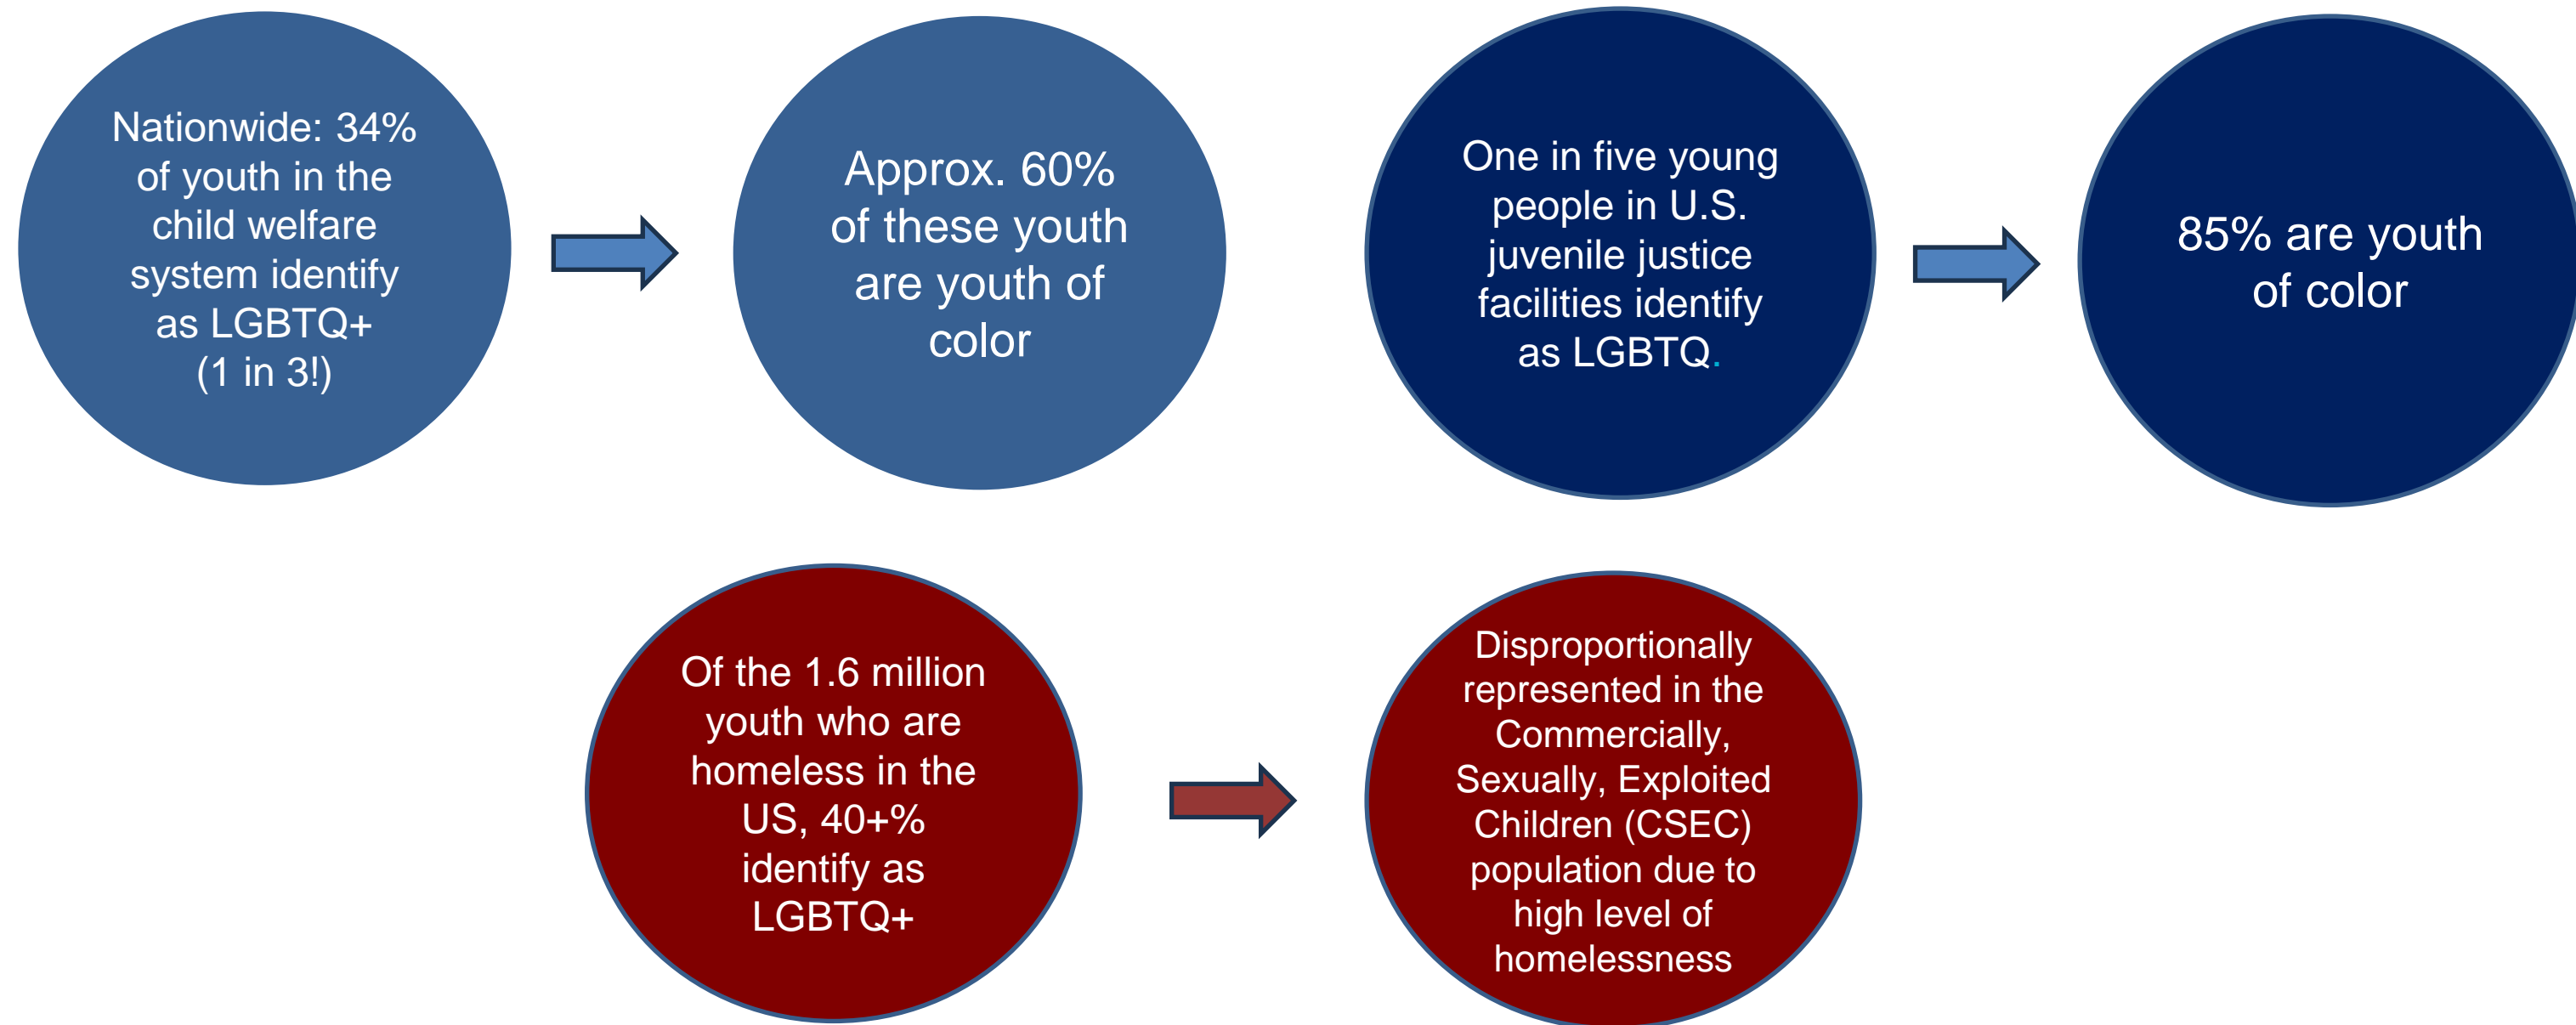 Nationwide: 34%
of youth in the
child welfare
system identify
as LGBTQ+
(1 in 3!)
Approx. 60%
of these youth
are youth of
color
One in five young
people in U.S.
juvenile justice
facilities identify
as LGBTQ.
85% are youth
of color
Of the 1.6 million
youth who are
homeless in the
US, 40+%
identify as
LGBTQ+
Disproportionally
represented in the
Commercially,
Sexually, Exploited
Children (CSEC)
population due to
high level of
homelessness